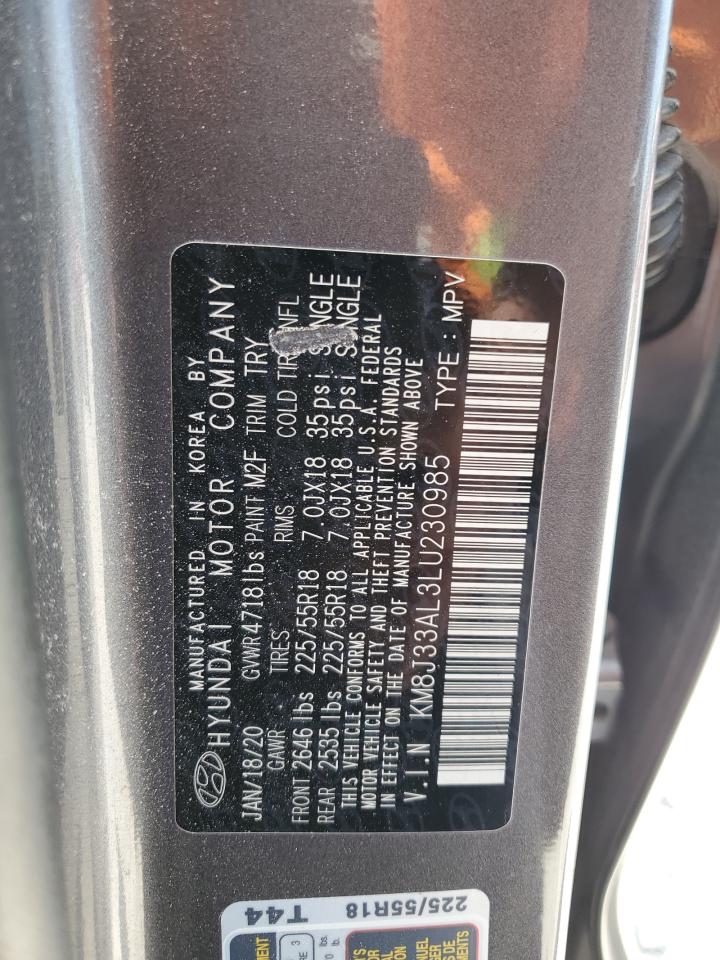 MANUFACTURED IN KOREA BY
HYUNDAI MOTOR COMPANY
JAN/18/20 GVWR 4718 lbs PAINT M2F TRIM TRY
GAWR TIRES RIMS COLD TIRE INFL
FRONT 2646 lbs 225/55R18 7.0JX18 35psi SINGLE
REAR 2535 lbs 225/55R18 7.0JX18 35psi SINGLE
THIS VEHICLE CONFORMS TO ALL APPLICABLE U.S.A. FEDERAL
MOTOR VEHICLE SAFETY AND THEFT PREVENTION STANDARDS
IN EFFECT ON THE DATE OF MANUFACTURE SHOWN ABOVE
V.I.N KM8J33AL3LU230985 TYPE : MPV
225/55R18
T44